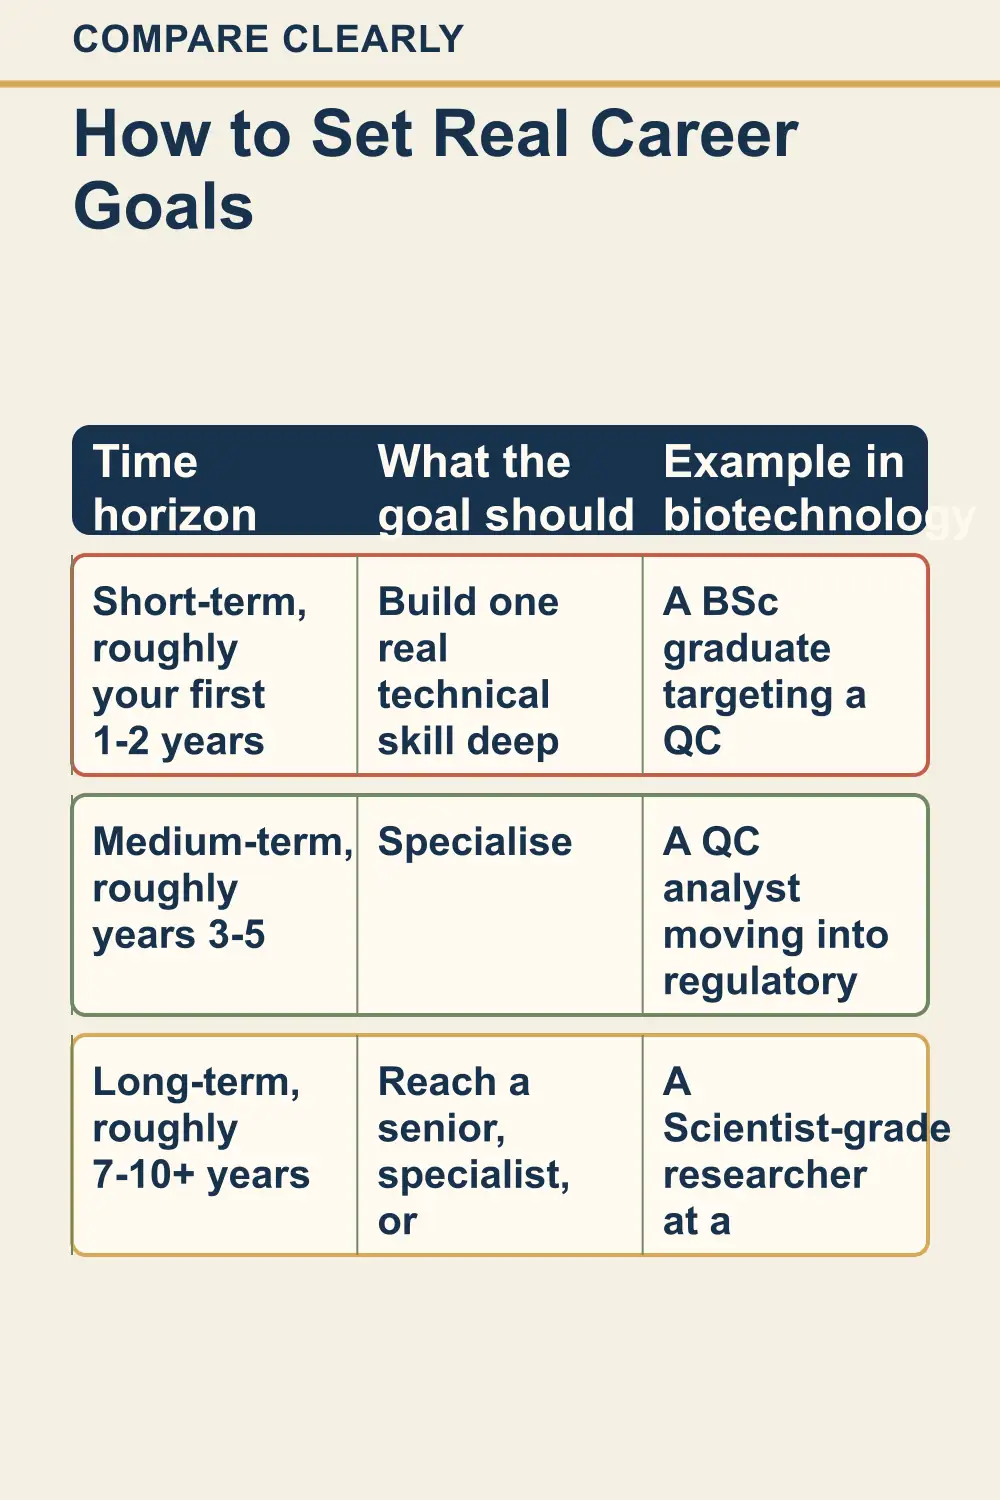 COMPARE CLEARLY
How to Set Real Career
Goals
Time
horizon
What the
goal should
Example in
biotechnology
Short-term,
roughly
your first
1-2 years
Build one
real
technical
skill deep
A BSc
graduate
targeting a
QC
Medium-term,
roughly
years 3-5
Specialise
A QC
analyst
moving into
regulatory
Long-term,
roughly
7-10+ years
Reach a
senior,
specialist,
or
A
Scientist-grade
researcher
at a